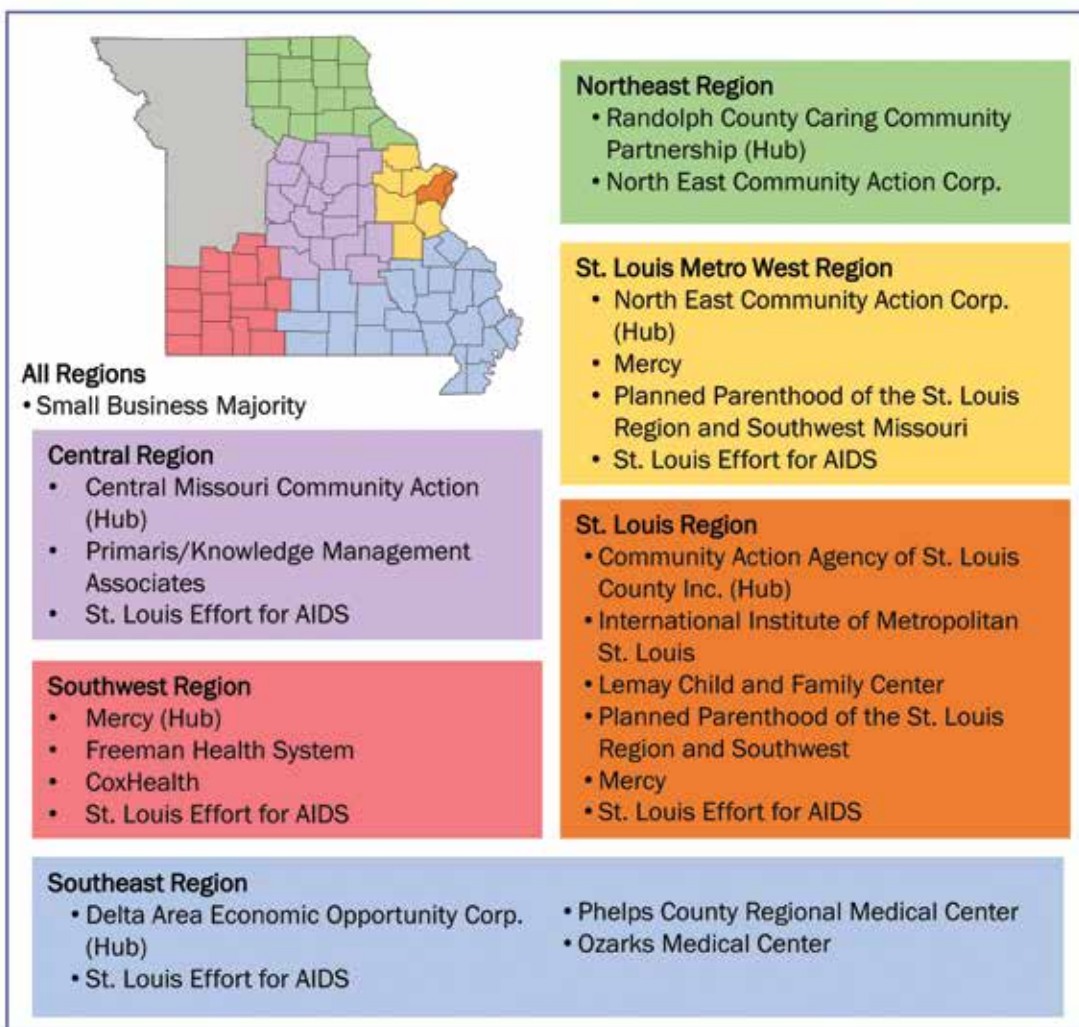 All Regions
• Small Business Majority
Central Region
• Central Missouri Community Action
(Hub)
• Primaris/Knowledge Management
Associates
• St. Louis Effort for AIDS
Southwest Region
• Mercy (Hub)
• Freeman Health System
• CoxHealth
• St. Louis Effort for AIDS
Northeast Region
• Randolph County Caring Community
Partnership (Hub)
• North East Community Action Corp.
St. Louis Metro West Region
• North East Community Action Corp.
(Hub)
• Mercy
• Planned Parenthood of the St. Louis
Region and Southwest Missouri
• St. Louis Effort for AIDS
St. Louis Region
• Community Action Agency of St. Louis
County Inc. (Hub)
• International Institute of Metropolitan
St. Louis
• Lemay Child and Family Center
• Planned Parenthood of the St. Louis
Region and Southwest
• Mercy
• St. Louis Effort for AIDS
Southeast Region
• Delta Area Economic Opportunity Corp.
(Hub)
• St. Louis Effort for AIDS
• Phelps County Regional Medical Center
• Ozarks Medical Center